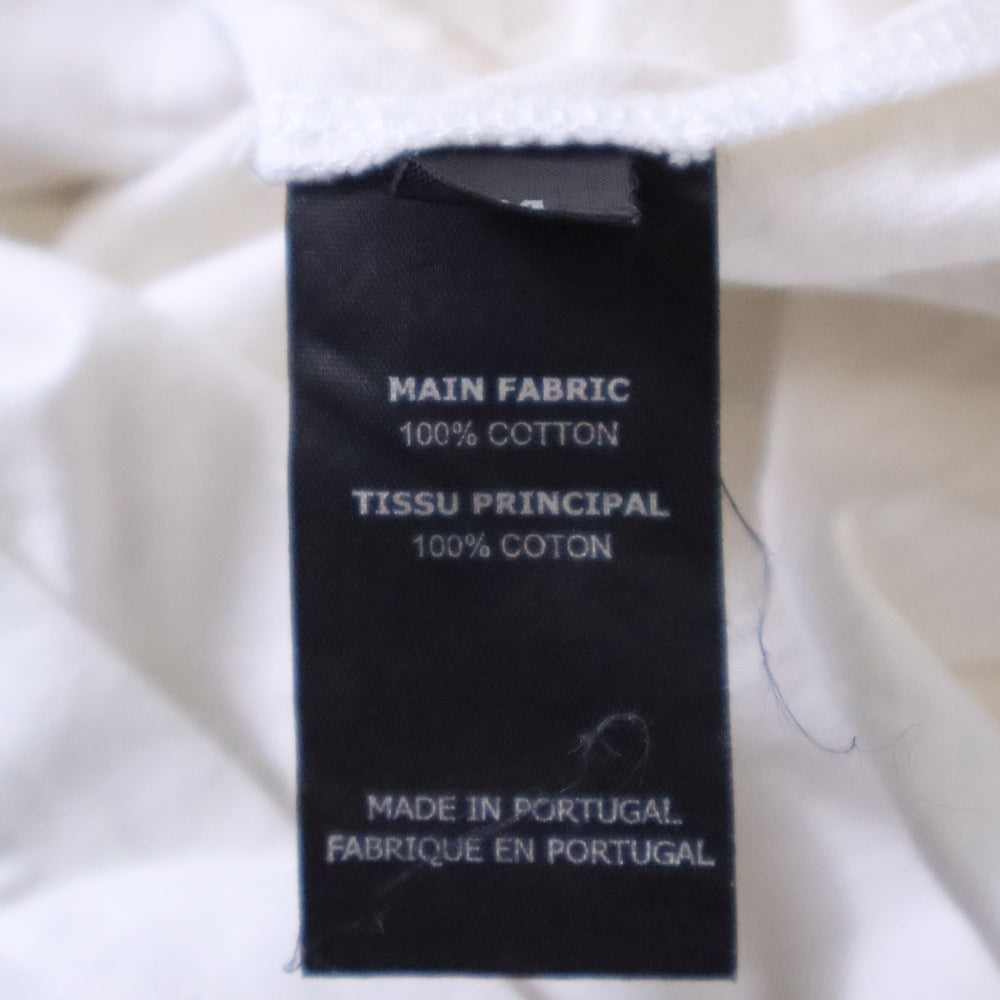 MAIN FABRIC
100% COTTON
TISSU PRINCIPAL
100% COTON
MADE IN PORTUGAL
FABRIQUE EN PORTUGAL